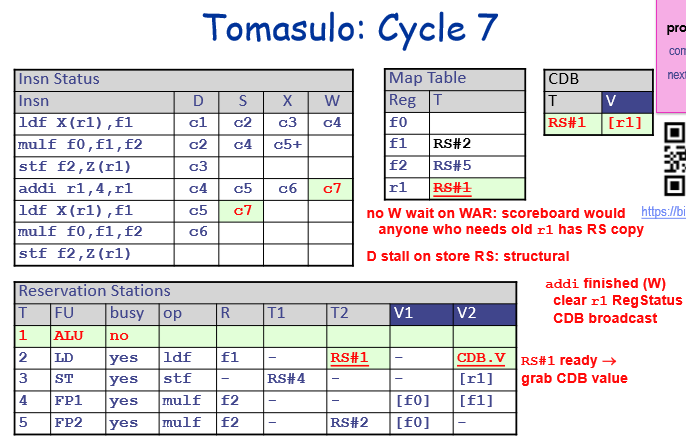 Tomasulo: Cycle 7
pro
com
next
Insn Status
Insn D S X W
ldf X(r1),f1 c1 c2 c3 c4
mulf f0,f1,f2 c2 c4 c5+
stf f2,Z(r1) c3
addi r1,4,r1 c4 c5 c6 c7
ldf X(r1),f1 c5 c7
mulf f0,f1,f2 c6
stf f2,Z(r1)
Map Table
Reg T
f0
f1 RS#2
f2 RS#5
r1 RS#1
CDB
T V
RS#1 [r1]
https://bi
no W wait on WAR: scoreboard would
anyone who needs old r1 has RS copy
D stall on store RS: structural
addi finished (W)
clear r1 RegStatus
CDB broadcast
Reservation Stations
T FU busy op R T1 T2 V1 V2
1 ALU no
2 LD yes ldf f1 - RS#1 - CDB.V
3 ST yes stf - RS#4 - - [r1]
4 FP1 yes mulf f2 - - [f0] [f1]
5 FP2 yes mulf f2 - RS#2 [f0] -
RS#1 ready →
grab CDB value